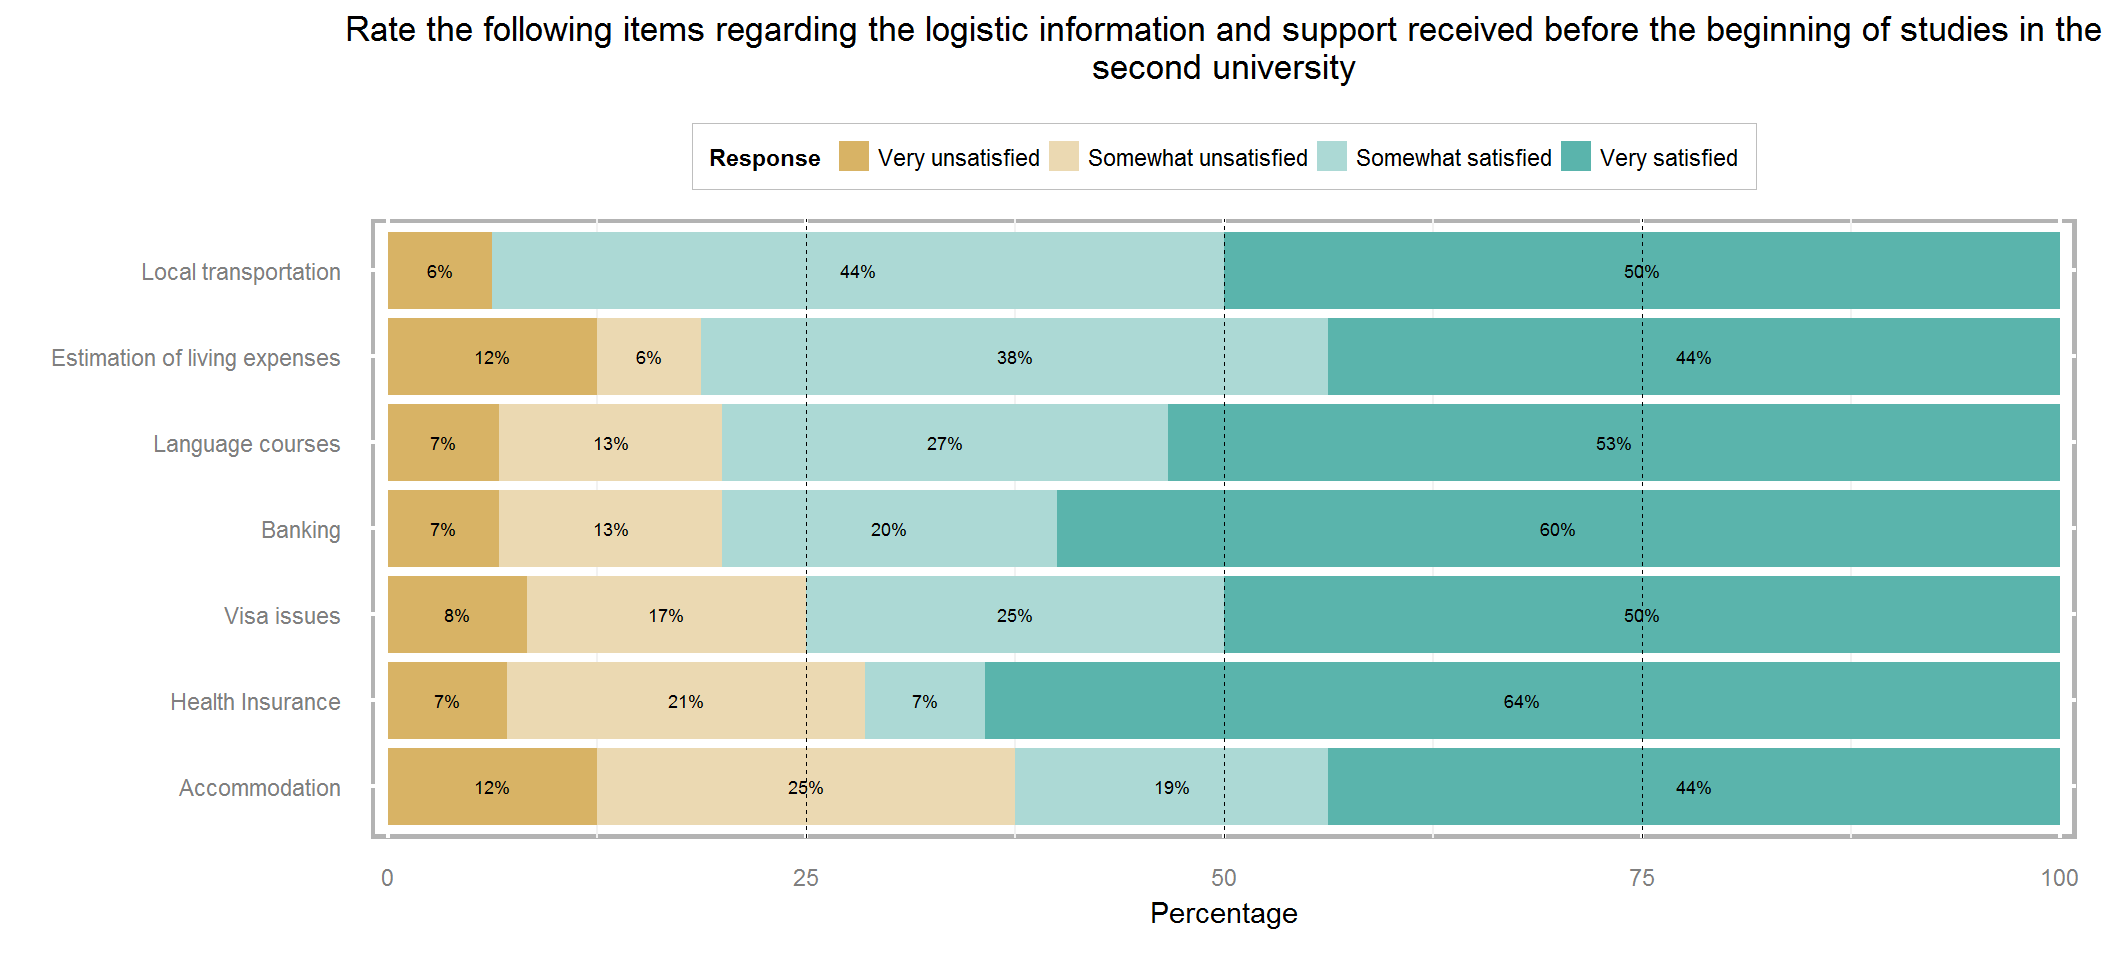 Rate the following items regarding the logistic information and support received before the beginning of studies in the
second university
Response Very unsatisfied Somewhat unsatisfied Somewhat satisfied Very satisfied
Local transportation 6% 44% 50%
Estimation of living expenses 12% 6% 38% 44%
Language courses 7% 13% 27% 53%
Banking 7% 13% 20% 60%
Visa issues 8% 17% 25% 50%
Health Insurance 7% 21% 7% 64%
Accommodation 12% 25% 19% 44%
0 25 50 75 100
Percentage